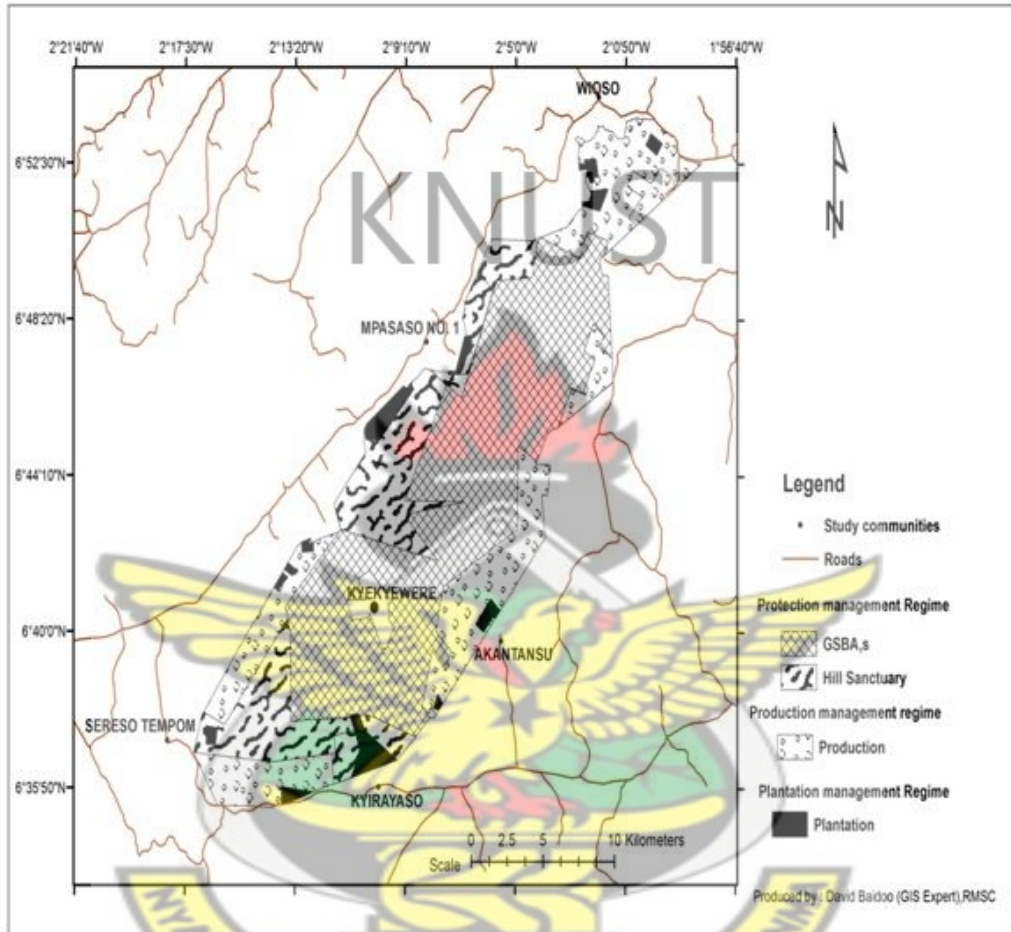 2°21'40"W 2°17'30"W 2°13'20"W 2°9'10"W 2°5'0"W 2°0'50"W 1°56'40"W
WIOSO
6°52'30"N
KNUST
N
6°48'20"N
MPASASO NO. 1
6°44'10"N
Legend
Study communities
Roads
Protection management Regime
KYEKYEWERE
6°40'0"N
GSBA,s
AKANTANSU
Hill Sanctuary
SERESO TEMPOM
Production management regime
Production
6°35'50"N
KYIRAYASO
Plantation management Regime
Plantation
0 2.5 5 10 Kilometers
Scale
Produced by : David Baidoo (GIS Expert),RMSC
NYA
NM